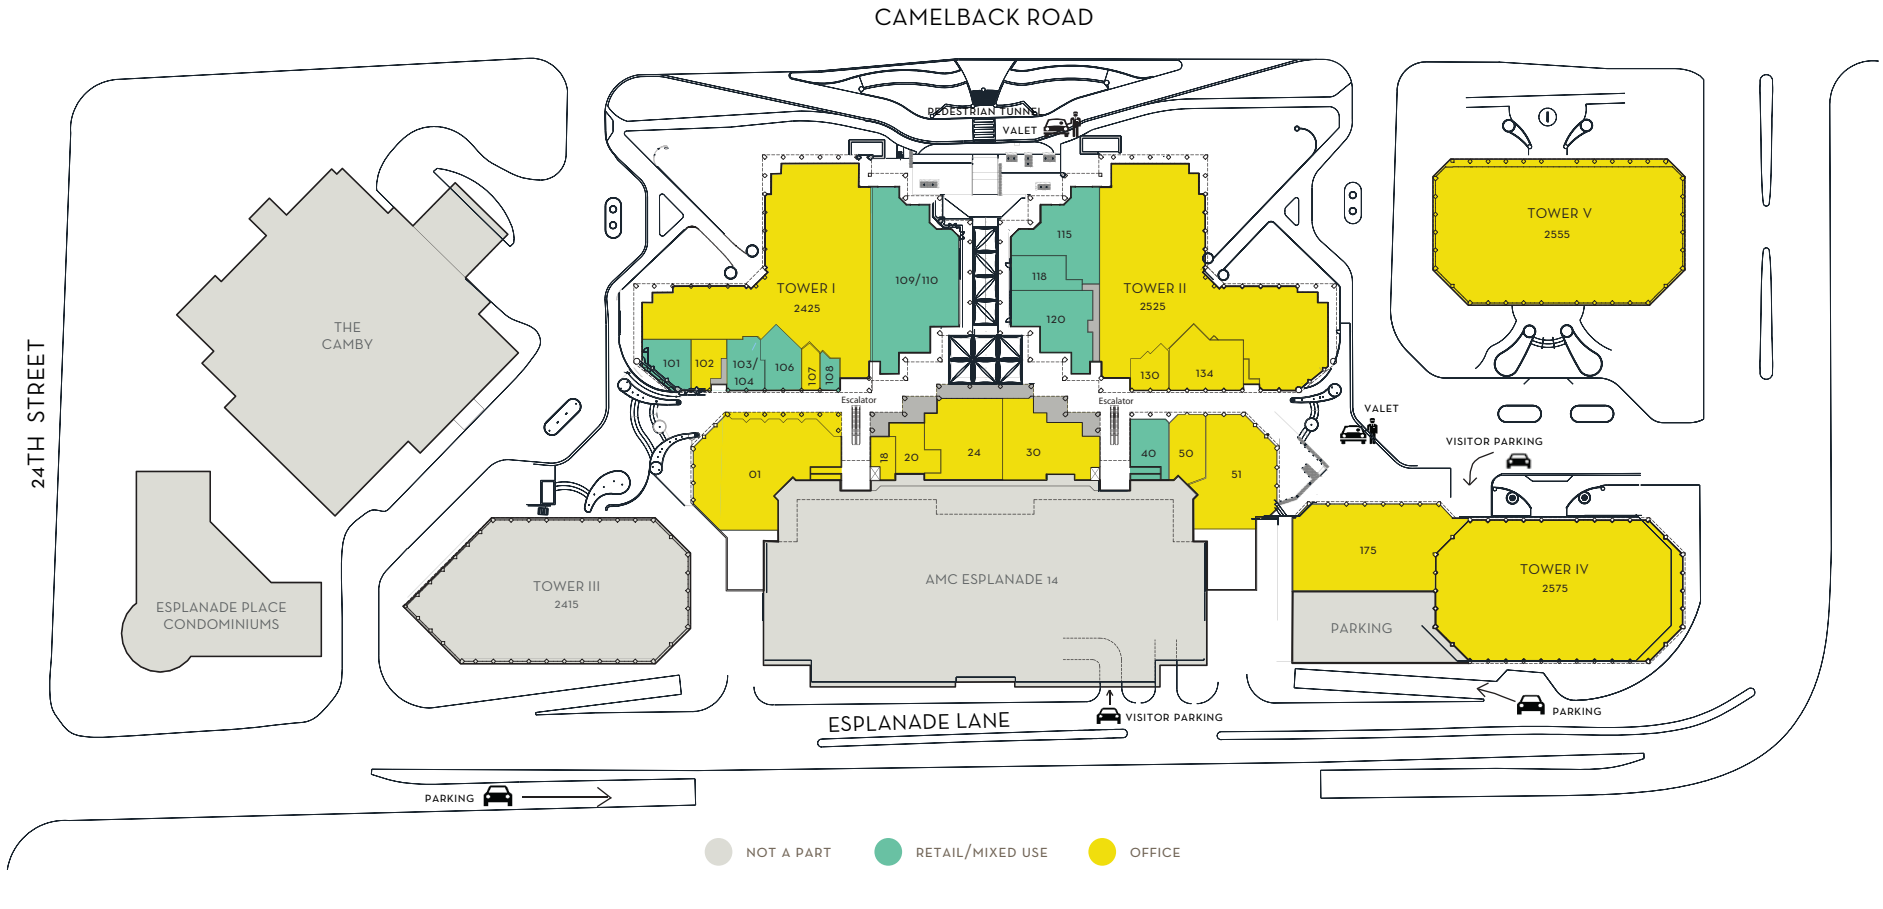 CAMELBACK ROAD
PEDESTRIAN TUNNEL
VALET
TOWER V
2555
115
109/110
118
TOWER I
2425
TOWER II
2525
120
THE
CAMBY
24TH STREET
101
102
103/
104
106
107
108
130
134
Escalator
Escalator
VALET
VISITOR PARKING
01
18
20
24
30
40
50
51
175
TOWER IV
2575
TOWER III
2415
AMC ESPLANADE 14
ESPLANADE PLACE
CONDOMINIUMS
PARKING
VISITOR PARKING
PARKING
ESPLANADE LANE
PARKING
NOT A PART
RETAIL/MIXED USE
OFFICE